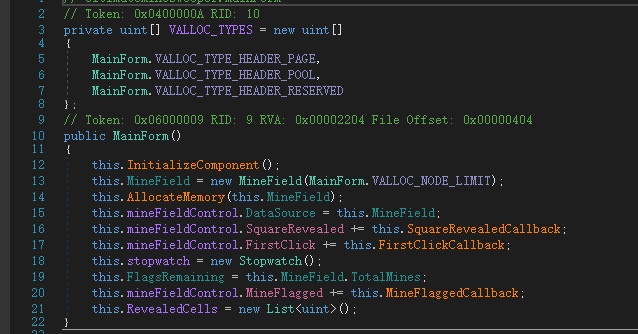 2 // Token: 0x0400000A RID: 10
3 private uint[] VALLOC_TYPES = new uint[]
4 {
5 MainForm.VALLOC_TYPE_HEADER_PAGE,
6 MainForm.VALLOC_TYPE_HEADER_POOL,
7 MainForm.VALLOC_TYPE_HEADER_RESERVED
8 };
9 // Token: 0x06000009 RID: 9 RVA: 0x00002204 File Offset: 0x00000404
10 public MainForm()
11 {
12 this.InitializeComponent();
13 this.MineField = new MineField(MainForm.VALLOC_NODE_LIMIT);
14 this.AllocateMemory(this.MineField);
15 this.mineFieldControl.DataSource = this.MineField;
16 this.mineFieldControl.SquareRevealed += this.SquareRevealedCallback;
17 this.mineFieldControl.FirstClick += this.FirstClickCallback;
18 this.stopwatch = new Stopwatch();
19 this.FlagsRemaining = this.MineField.TotalMines;
20 this.mineFieldControl.MineFlagged += this.MineFlaggedCallback;
21 this.RevealedCells = new List<uint>();
22 }